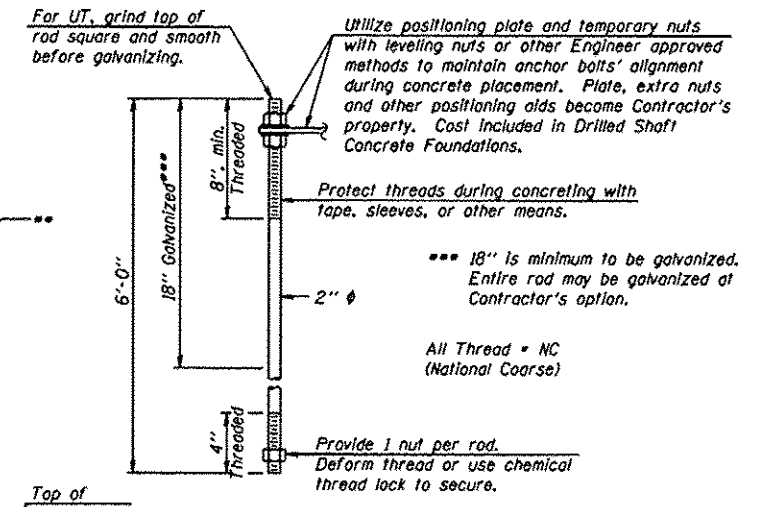 For UT, grind top of
rod square and smooth
before galvanizing.
Utilize positioning plate and temporary nuts
with leveling nuts or other Engineer approved
methods to maintain anchor bolts' alignment
during concrete placement. Plate, extra nuts
and other positioning aids become Contractor's
property. Cost included in Drilled Shaft
Concrete Foundations.
8", min.
Threaded
18" Galvanized***
6'-0"
**
Protect threads during concreting with
tape, sleeves, or other means.
*** 18" is minimum to be galvanized.
Entire rod may be galvanized at
Contractor's option.
2" ϕ
All Thread = NC
(National Coarse)
4"
Threaded
Provide 1 nut per rod.
Deform thread or use chemical
thread lock to secure.
Top of